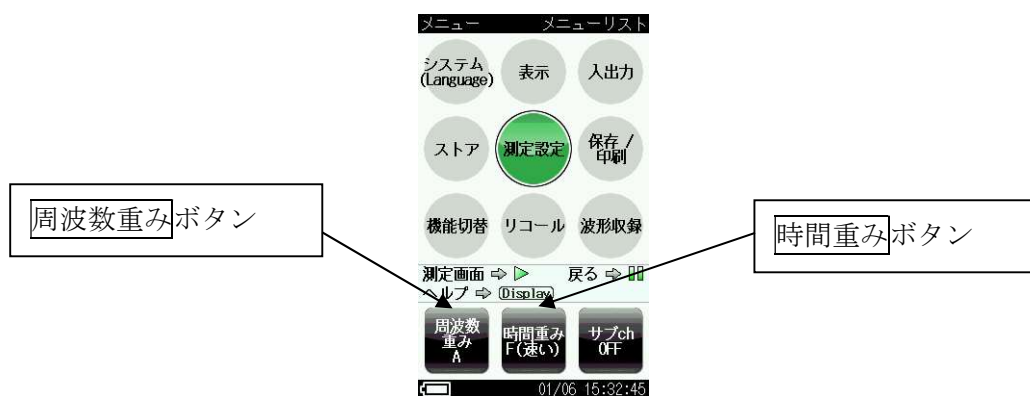 メニュー メニューリスト
システム
(Language)
表示
入出力
ストア
測定設定
保存 /
印刷
機能切替
リコール
波形収録
周波数重みボタン
時間重みボタン
測定画面 ⇨ ▷ 戻る ⇨
ヘルプ ⇨ Display
周波数
重み
A
時間重み
F(速い)
サブch
OFF
01/06 15:32:45